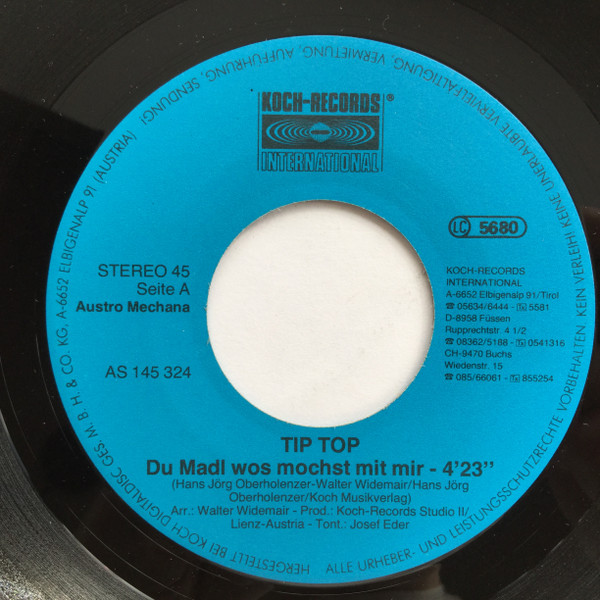 KOCH-RECORDS®
INTERNATIONAL
LC 5680
STEREO 45
Seite A
Austro Mechana
AS 145 324
KOCH-RECORDS
INTERNATIONAL
A-6652 Elbigenalp 91/Tirol
☎ 05634/6444 - Tx 5581
D-8958 Füssen
Rupprechtstr. 4 1/2
☎ 08362/5188 - Tx 0541316
CH-9470 Buchs
Wiedenstr. 15
☎ 085/66061 - Tx 855254
TIP TOP
Du Madl wos mochst mit mir - 4’23”
(Hans Jörg Oberholenzer-Walter Widemair/Hans Jörg
Oberholenzer/Koch Musikverlag)
Arr.: Walter Widemair - Prod.: Koch-Records Studio II/
Lienz-Austria - Tont.: Josef Eder
HERGESTELLT BEI KOCH DIGITALDISC GES. M. B. H. & CO. KG, A-6652 ELBIGENALP 91 (AUSTRIA)
ALLE URHEBER- UND LEISTUNGSSCHUTZRECHTE VORBEHALTEN. KEIN VERLEIH! KEINE UNERLAUBTE VERVIELFÄLTIGUNG, VERMIETUNG, AUFFÜHRUNG, SENDUNG!